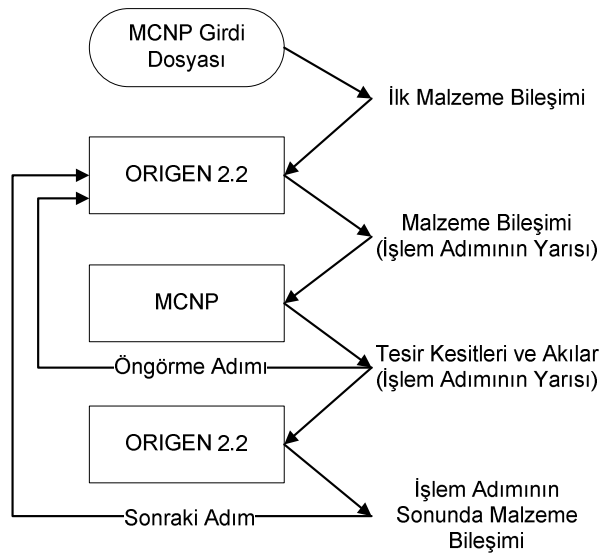 MCNP Girdi
Dosyası
İlk Malzeme Bileşimi
ORIGEN 2.2
Malzeme Bileşimi
(İşlem Adımının Yarısı)
MCNP
Tesir Kesitleri ve Akılar
(İşlem Adımının Yarısı)
Öngörme Adımı
ORIGEN 2.2
İşlem Adımının
Sonunda Malzeme
Bileşimi
Sonraki Adım